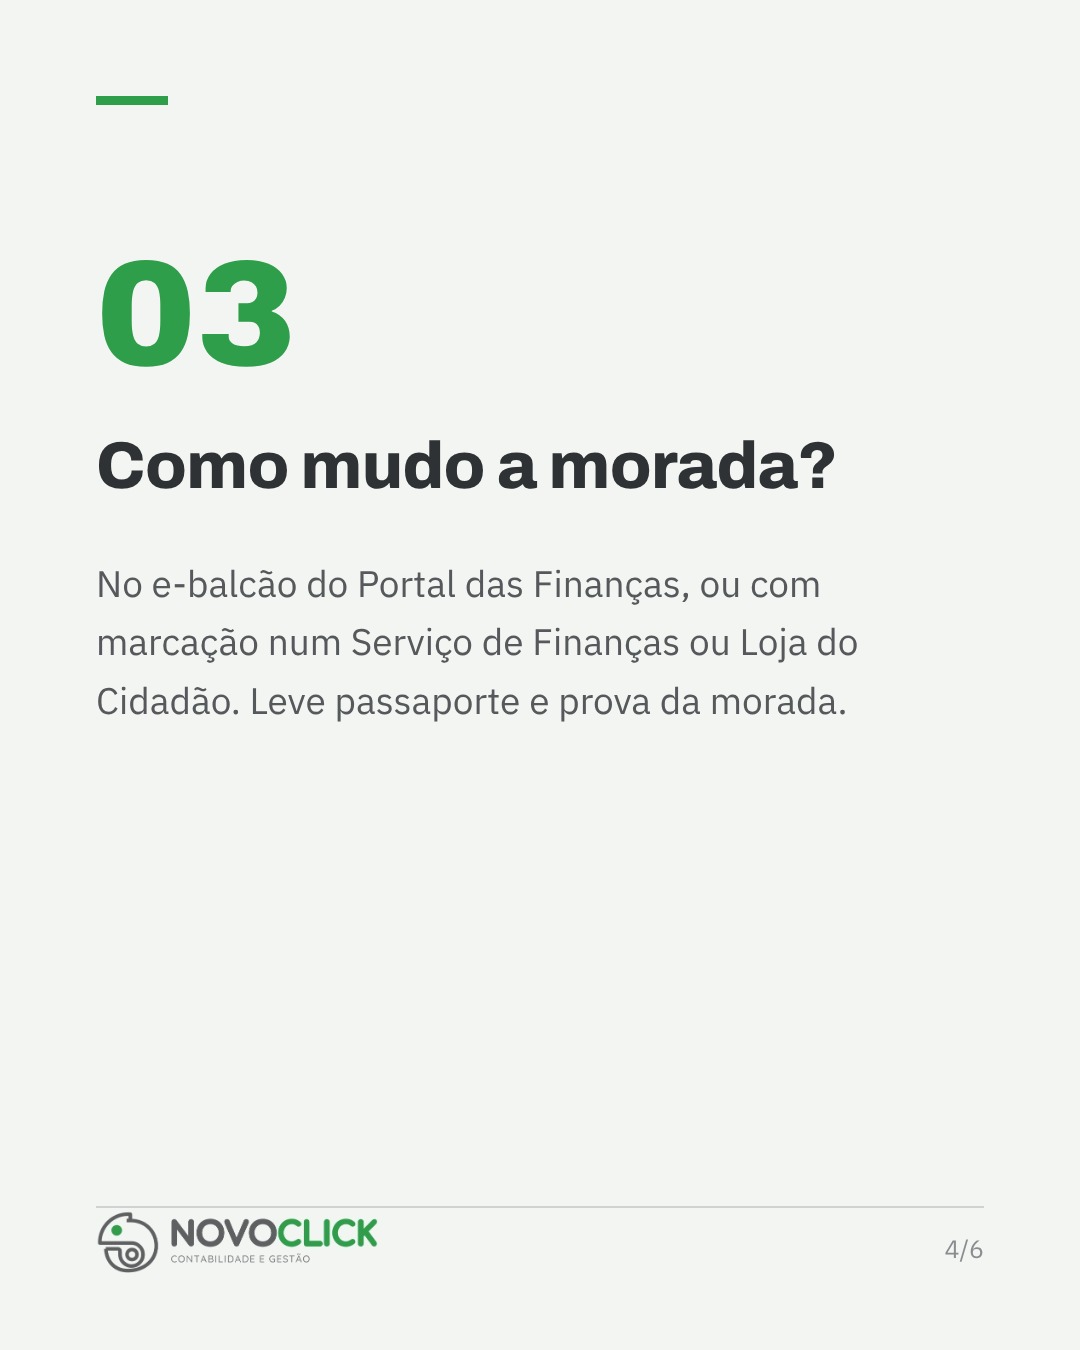 03
Como mudo a morada?
No e-balcão do Portal das Finanças, ou com
marcação num Serviço de Finanças ou Loja do
Cidadão. Leve passaporte e prova da morada.
NOVOCLICK
CONTABILIDADE E GESTÃO
4/6